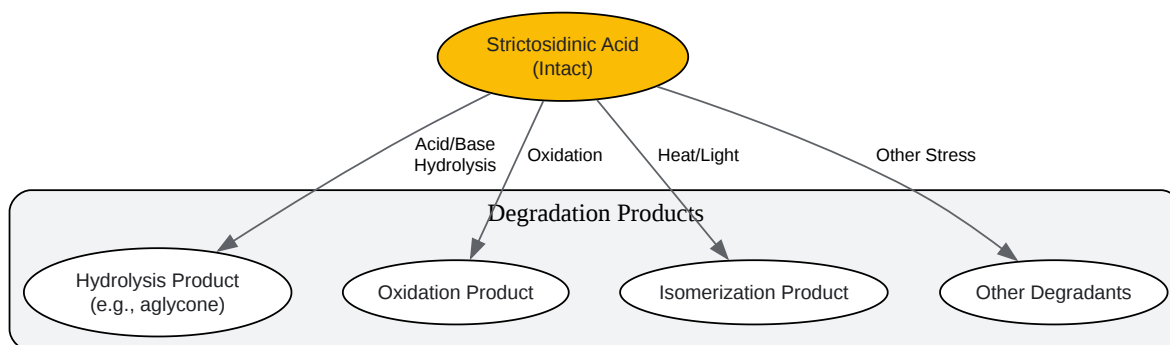 Strictosidinic Acid
(Intact)
Acid/Base
Hydrolysis
Oxidation
Heat/Light
Other Stress
Degradation Products
Hydrolysis Product
(e.g., aglycone)
Oxidation Product
Isomerization Product
Other Degradants